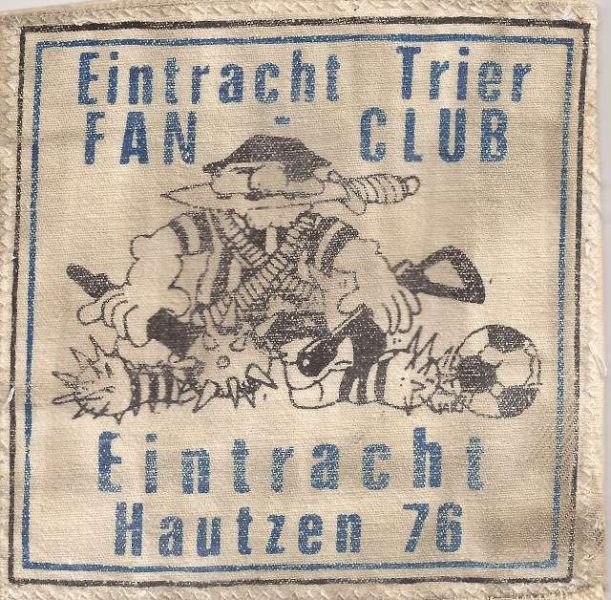 Eintracht Trier
FAN - CLUB
Eintracht
Hautzen 76